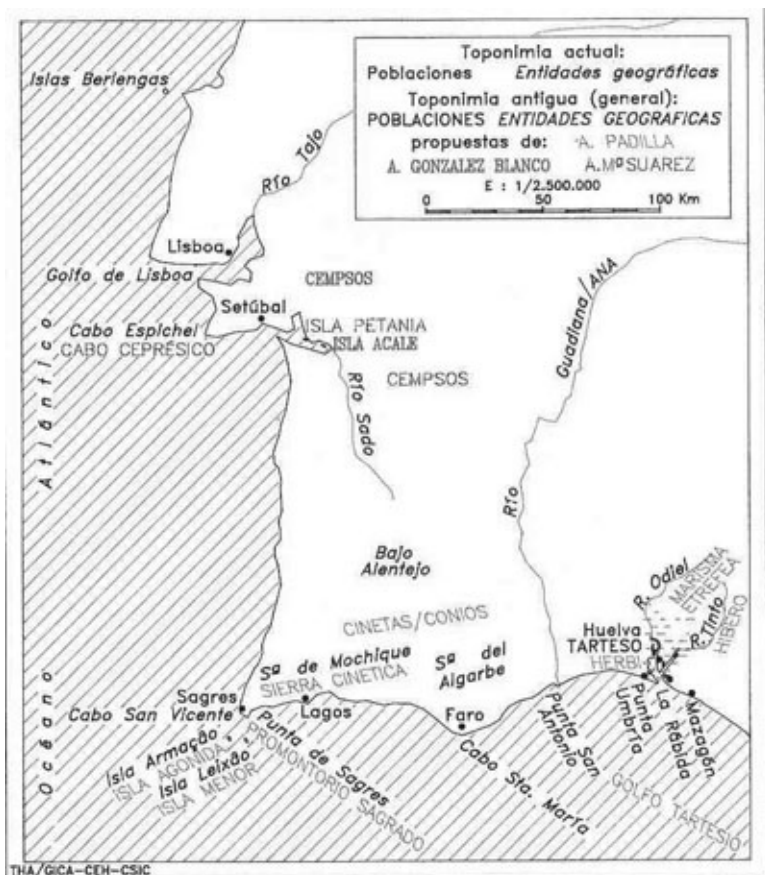 Toponimia actual:
Poblaciones Entidades geográficas
Toponimia antigua (general):
POBLACIONES ENTIDADES GEOGRAFICAS
propuestas de: A. PADILLA
A. GONZALEZ BLANCO A.Mª SUAREZ
E : 1/2.500.000
0 50 100 Km
Islas Berlengas
Río Tajo
Lisboa
Golfo de Lisboa
CEMPSOS
Setúbal
ISLA PETANIA
Cabo Espichel
CABO CEPRÉSICO
ISLA ACALE
CEMPSOS
Río Sado
Río Guadiana/ANA
Océano Atlántico
Bajo
Alentejo
CINETAS/CONIOS
R. Odiel
MARISMA
ETREFEA
R. Tinto
HIBERO
Huelva
TARTESO
HERBI
Sª de Mochique
SIERRA CINETICA
Sª del
Algarbe
Sagres
Cabo San Vicente
Lagos
Faro
Punta San
Antonio
Punta
Umbría
La Rábida
Mazagón
Isla Armação
ISLA AGONIDA
Isla Leixão
ISLA MENOR
Punta de Sagres
PROMONTORIO SAGRADO
Cabo Sta. María
GOLFO TARTESIO
THA/GICA-CEH-CSIC